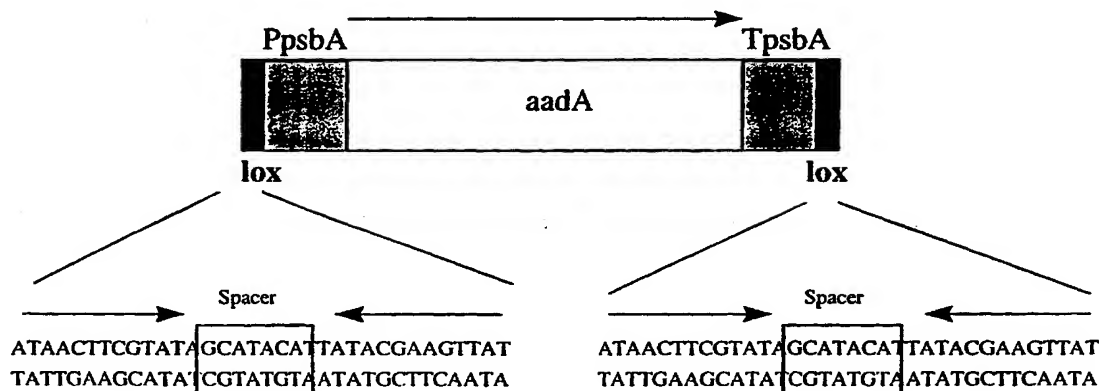 PpsbA TpsbA
aadA
lox lox
Spacer Spacer
ATAACTTCGTATAGCATACATTATACGAAGTTAT ATAACTTCGTATAGCATACATTATACGAAGTTAT
TATTGAAGCATATCGTATGTAATATGCTTCAATA TATTGAAGCATATCGTATGTAATATGCTTCAATA